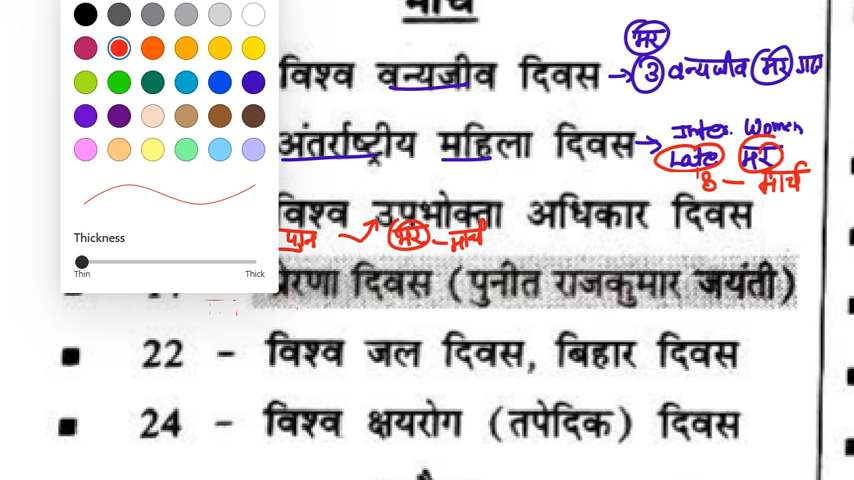 मार्च
मर
विश्व वन्यजीव दिवस → 3 वन्यजीव मर गए
Inter. Women
अंतर्राष्ट्रीय महिला दिवस → Late मर
8 — मार्च
विश्व उपभोक्ता अधिकार दिवस
मर – मार्च
Thickness
Thin Thick
प्रेरणा दिवस (पुनीत राजकुमार जयंती)
■ 22 - विश्व जल दिवस, बिहार दिवस
■ 24 - विश्व क्षयरोग (तपेदिक) दिवस